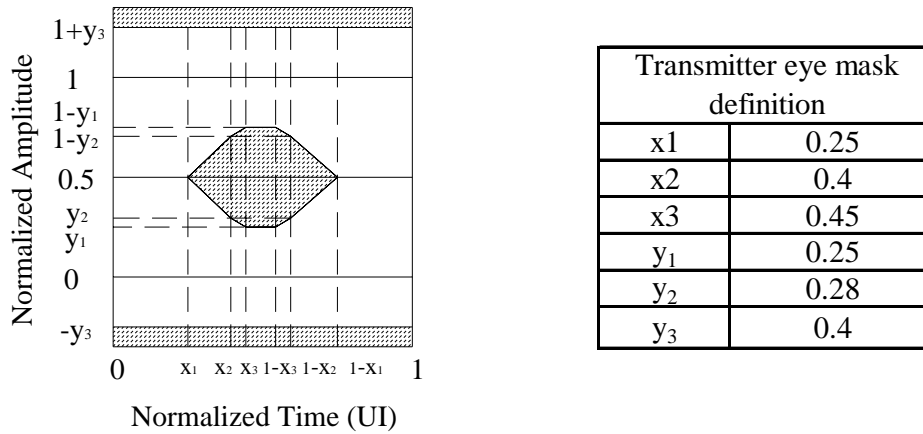 Normalized Amplitude
1+y₃
1
1-y₁
1-y₂
0.5
y₂
y₁
0
-y₃
0 x₁ x₂ x₃ 1-x₃ 1-x₂ 1-x₁ 1
Normalized Time (UI)
Transmitter eye mask
definition
x1 0.25
x2 0.4
x3 0.45
y₁ 0.25
y₂ 0.28
y₃ 0.4